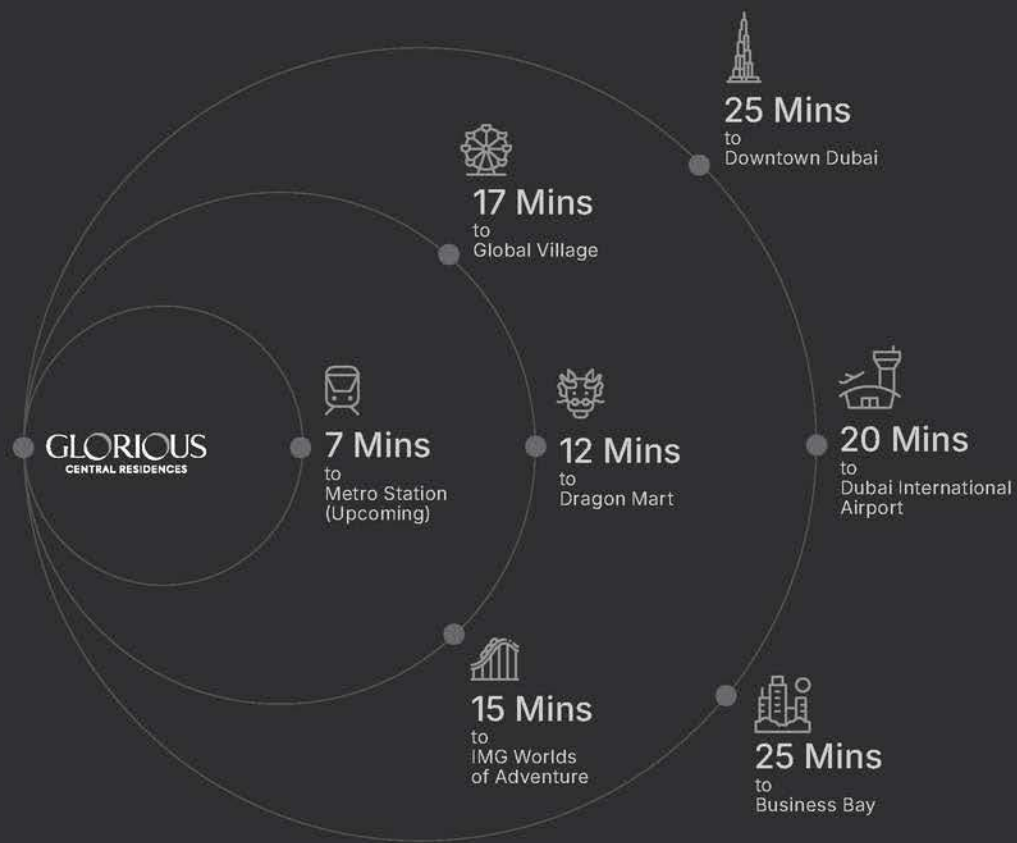 25 Mins
to
Downtown Dubai
17 Mins
to
Global Village
GLORIOUS
CENTRAL RESIDENCES
7 Mins
to
Metro Station
(Upcoming)
12 Mins
to
Dragon Mart
20 Mins
to
Dubai International
Airport
15 Mins
to
IMG Worlds
of Adventure
25 Mins
to
Business Bay